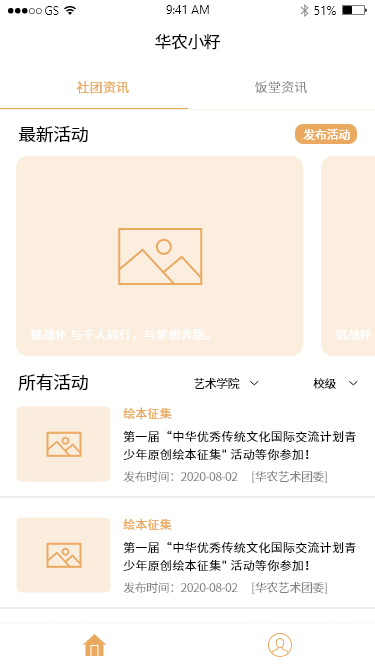 GS 9:41 AM 51%
华农小籽
社团资讯 饭堂资讯
最新活动 发布活动
挑战杯 与千人同行，与梦想奔跑。 挑战杯
所有活动 艺术学院 校级
绘本征集
第一届“中华优秀传统文化国际交流计划青
少年原创绘本征集" 活动等你参加！
发布时间：2020-08-02 [华农艺术团委]
绘本征集
第一届“中华优秀传统文化国际交流计划青
少年原创绘本征集" 活动等你参加！
发布时间：2020-08-02 [华农艺术团委]